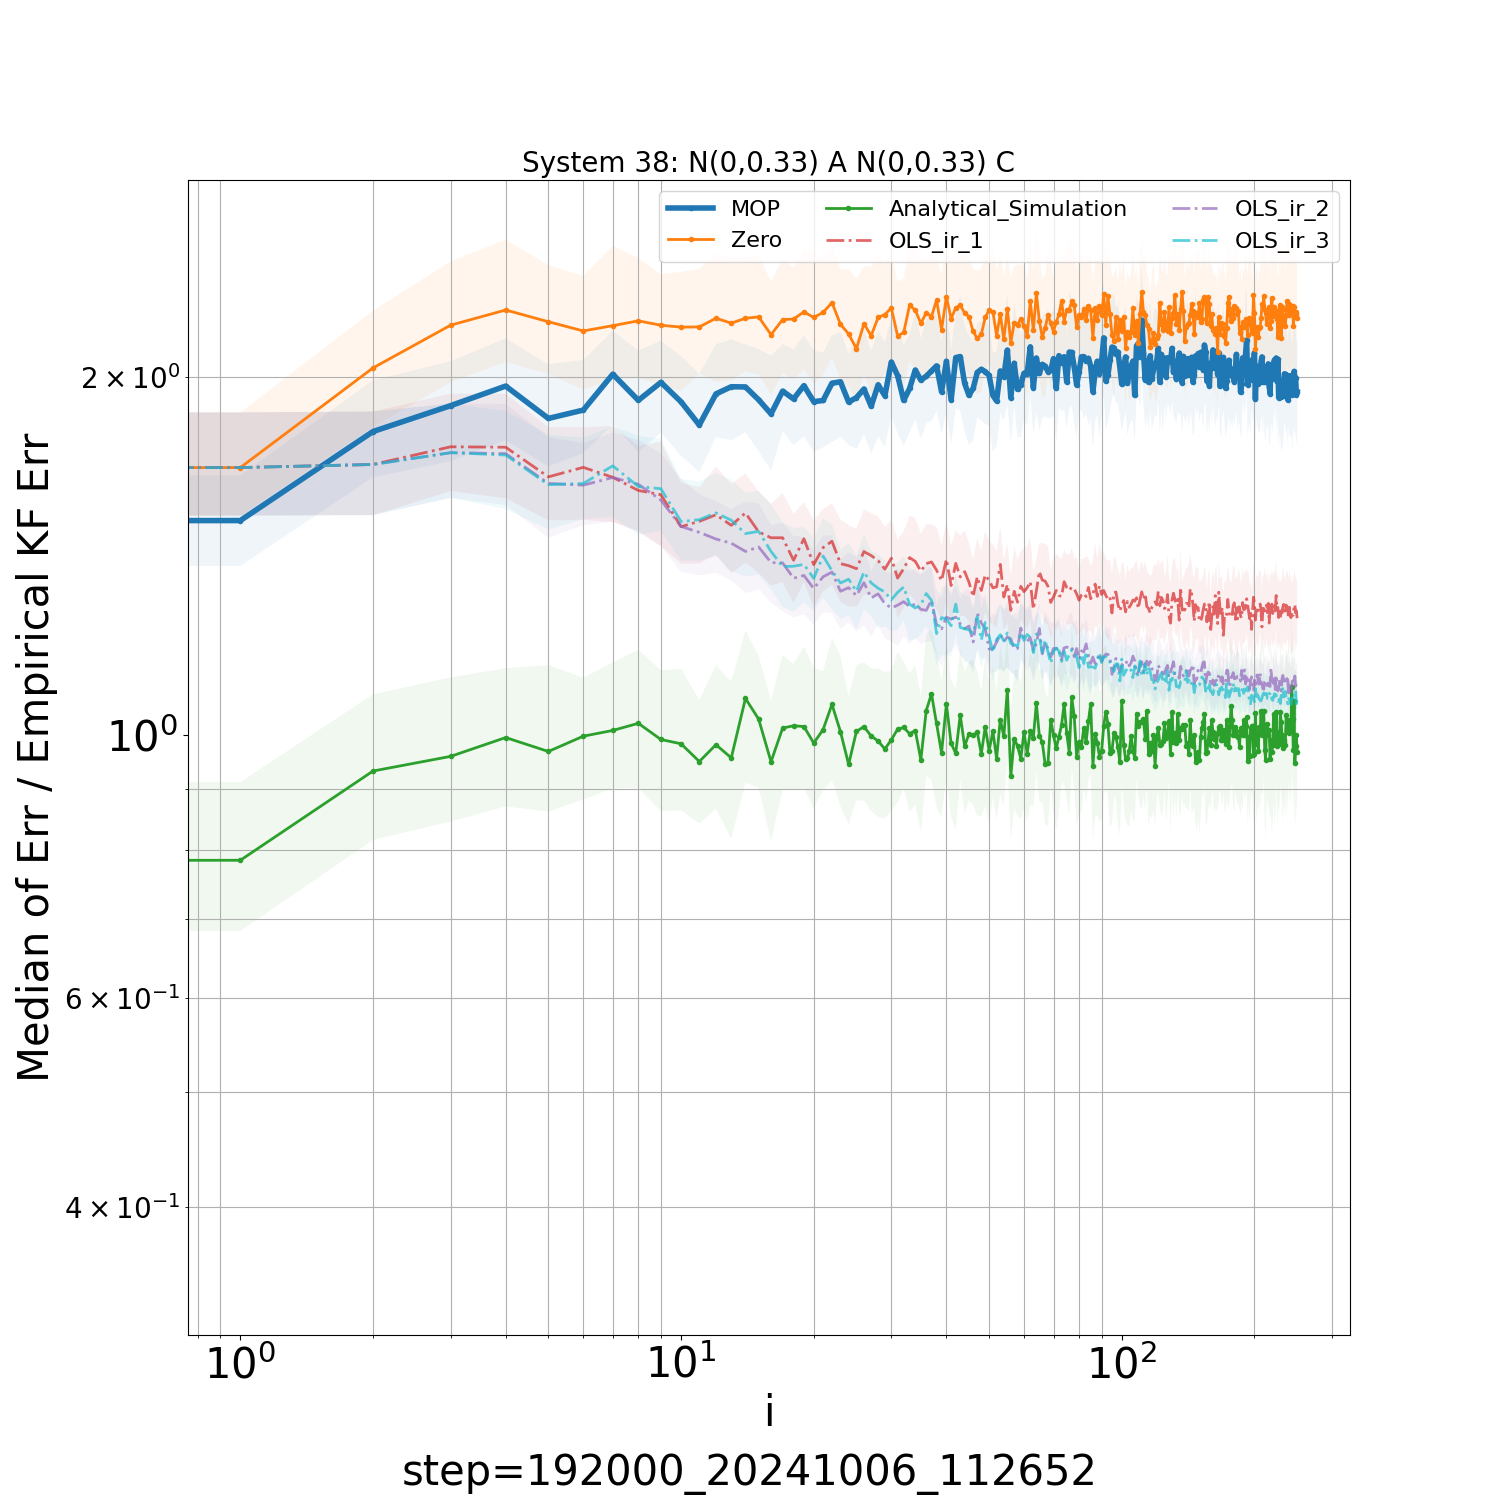 System 38: N(0,0.33) A N(0,0.33) C
MOP
Zero
Analytical_Simulation
OLS_ir_1
OLS_ir_2
OLS_ir_3
Median of Err / Empirical KF Err
2 × 10⁰
10⁰
6 × 10⁻¹
4 × 10⁻¹
10⁰ 10¹ 10²
i
step=192000_20241006_112652